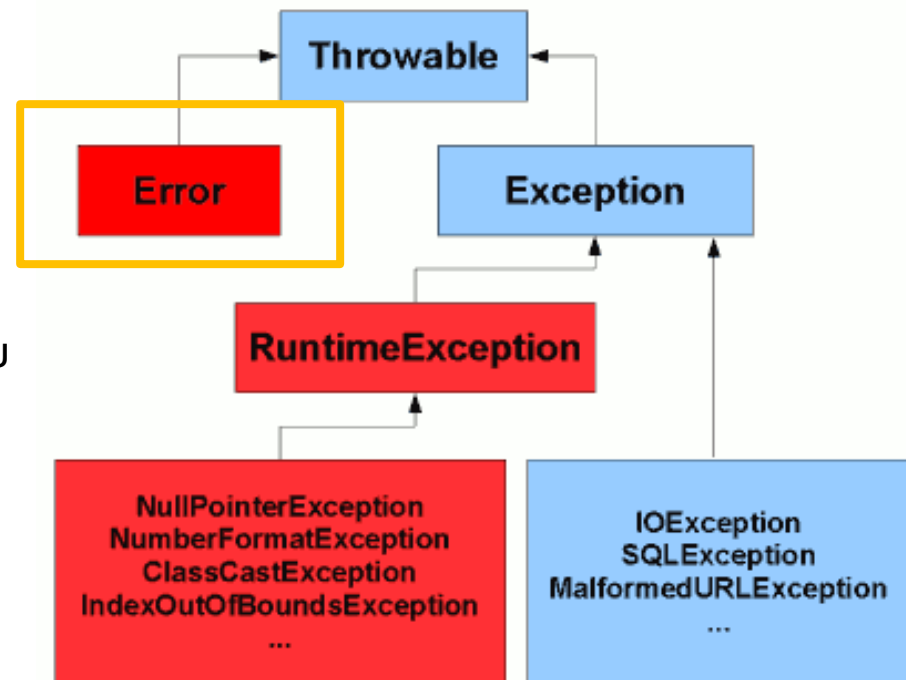 Throwable
Error
Exception
RuntimeException
U
NullPointerException
NumberFormatException
ClassCastException
IndexOutOfBoundsException
...
IOException
SQLException
MalformedURLException
...